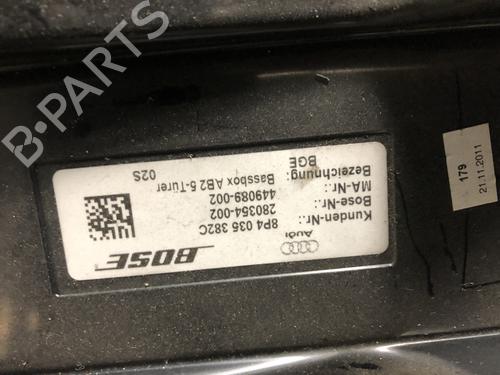 Audi
BOSE
Kunden-Nr.: 8P4 035 382C
Bose-Nr.: 280354-002
MA-Nr.: 449089-002
Bezeichnung: Bassbox AB2 5-Türer
BGE
02S
179
21.11.2011
B-PARTS